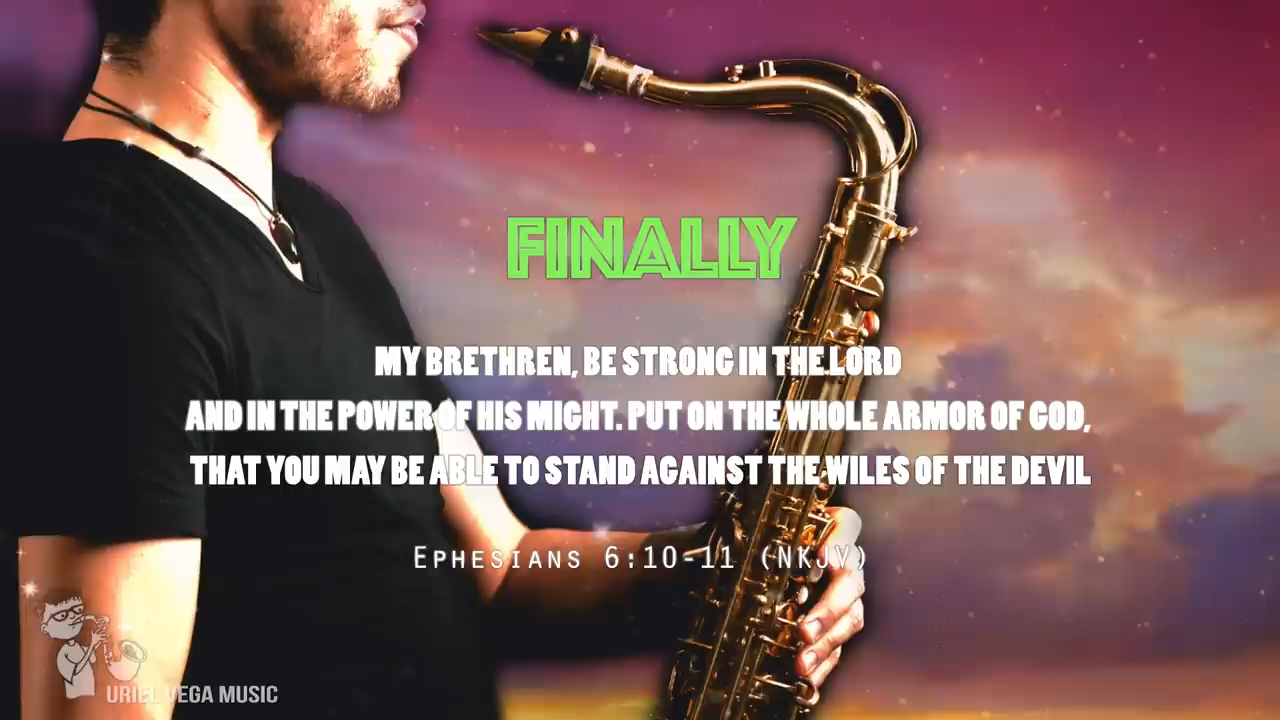 FINALLY
MY BRETHREN, BE STRONG IN THE LORD
AND IN THE POWER OF HIS MIGHT. PUT ON THE WHOLE ARMOR OF GOD,
THAT YOU MAY BE ABLE TO STAND AGAINST THE WILES OF THE DEVIL
EPHESIANS 6:10-11 (NKJV)
URIEL VEGA MUSIC